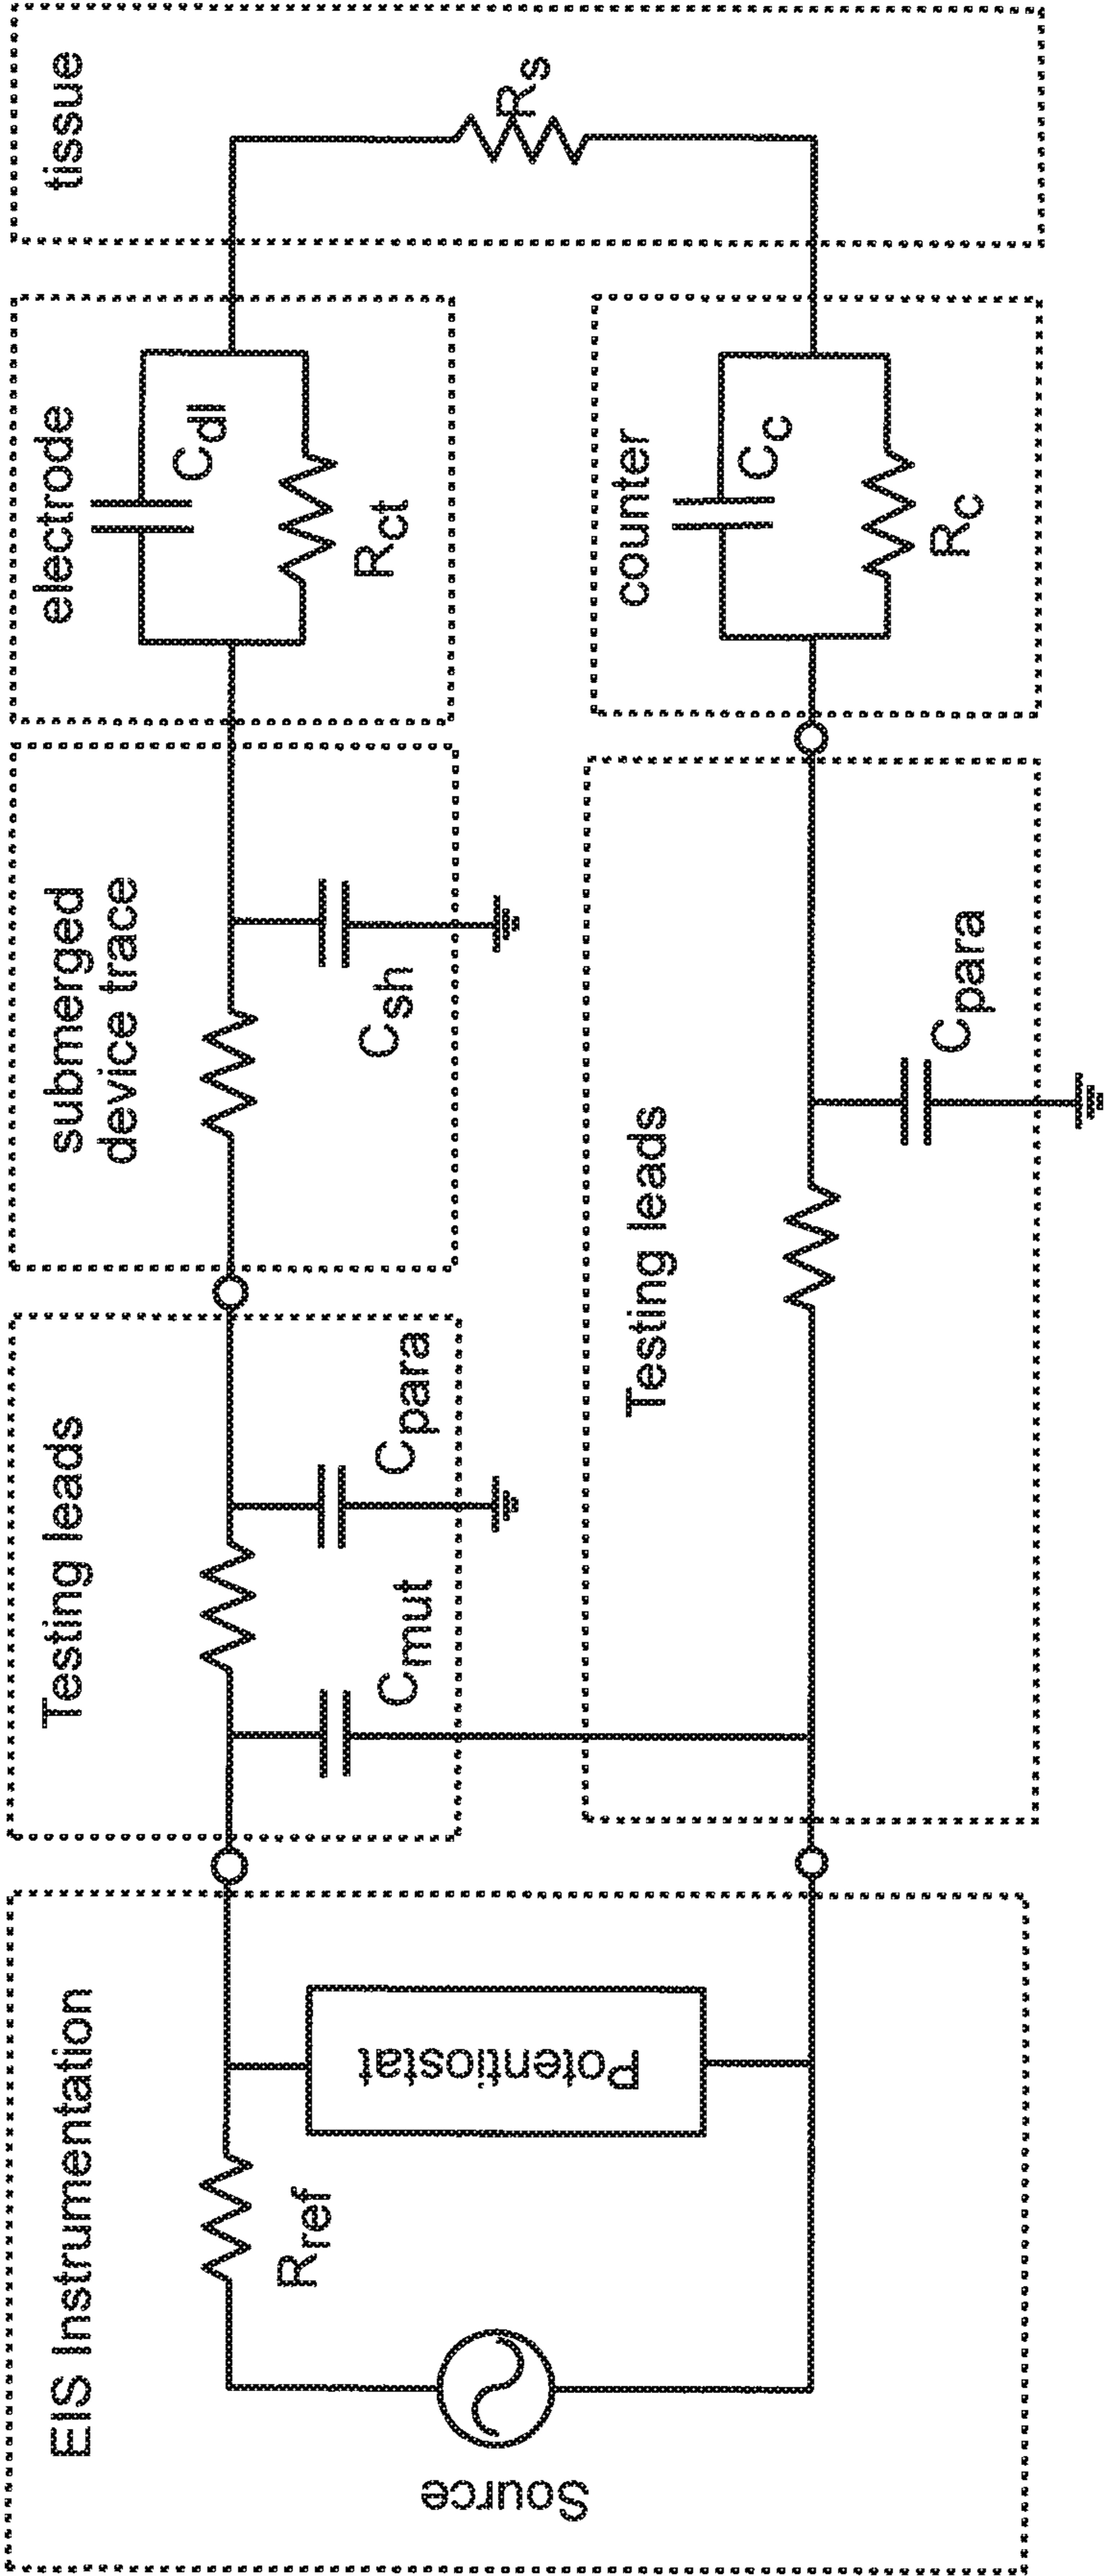 EIS Instrumentation
Source
Rref
Potentiostat
Testing leads
Cmut
Cpara
submerged
device trace
Csh
electrode
Cdl
Rct
tissue
Rs
Testing leads
Cpara
counter
Cc
Rc